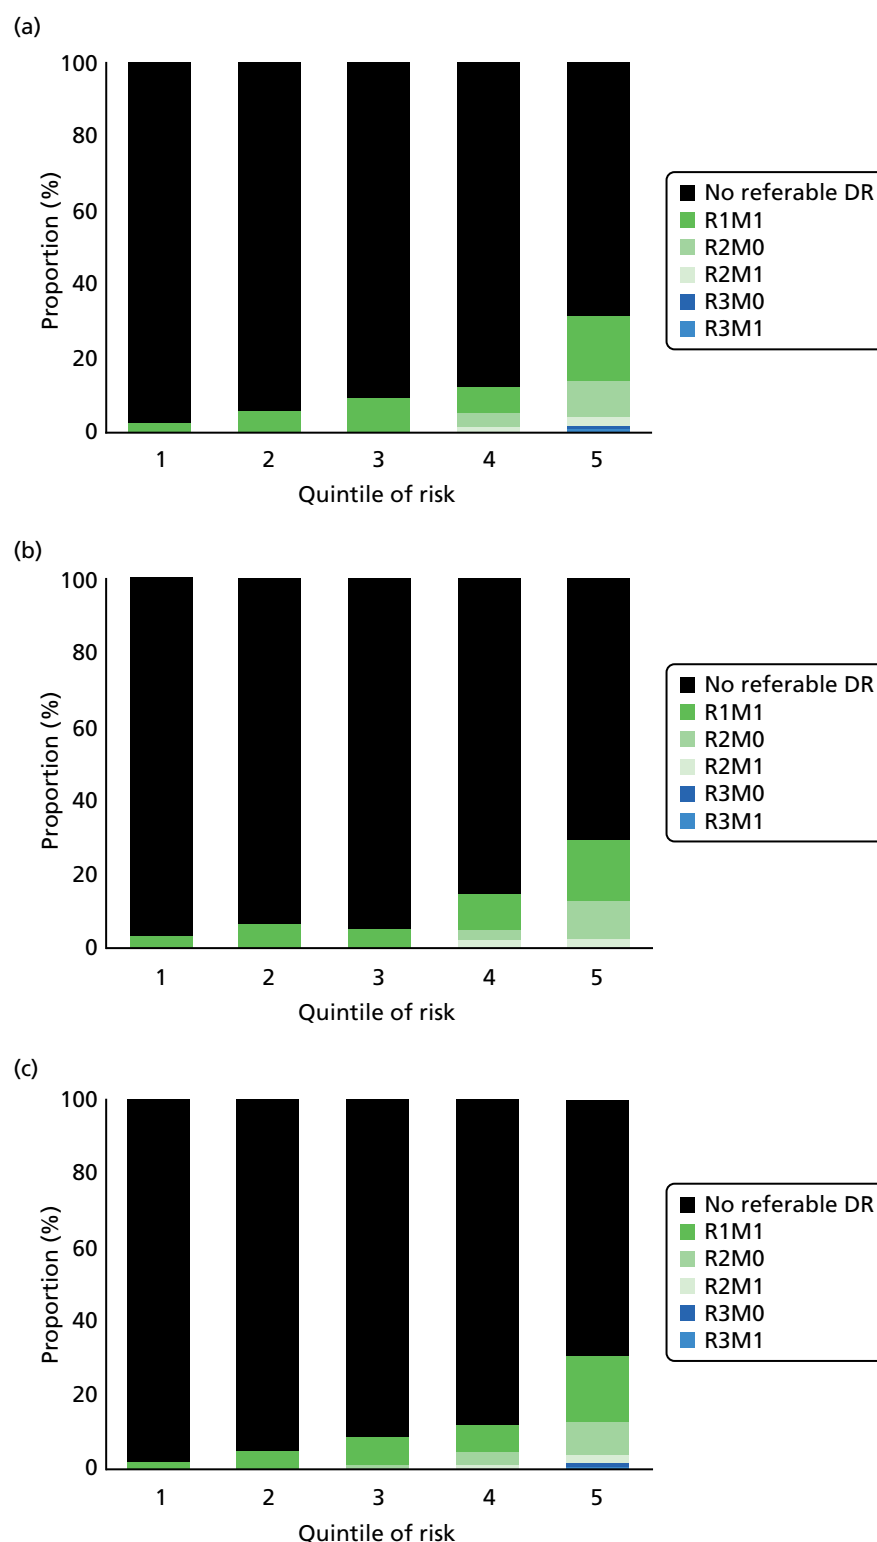 (a)
100
80
60
40
20
0
Proportion (%)
1 2 3 4 5
Quintile of risk
No referable DR
R1M1
R2M0
R2M1
R3M0
R3M1
(b)
100
80
60
40
20
0
Proportion (%)
1 2 3 4 5
Quintile of risk
No referable DR
R1M1
R2M0
R2M1
R3M0
R3M1
(c)
100
80
60
40
20
0
Proportion (%)
1 2 3 4 5
Quintile of risk
No referable DR
R1M1
R2M0
R2M1
R3M0
R3M1